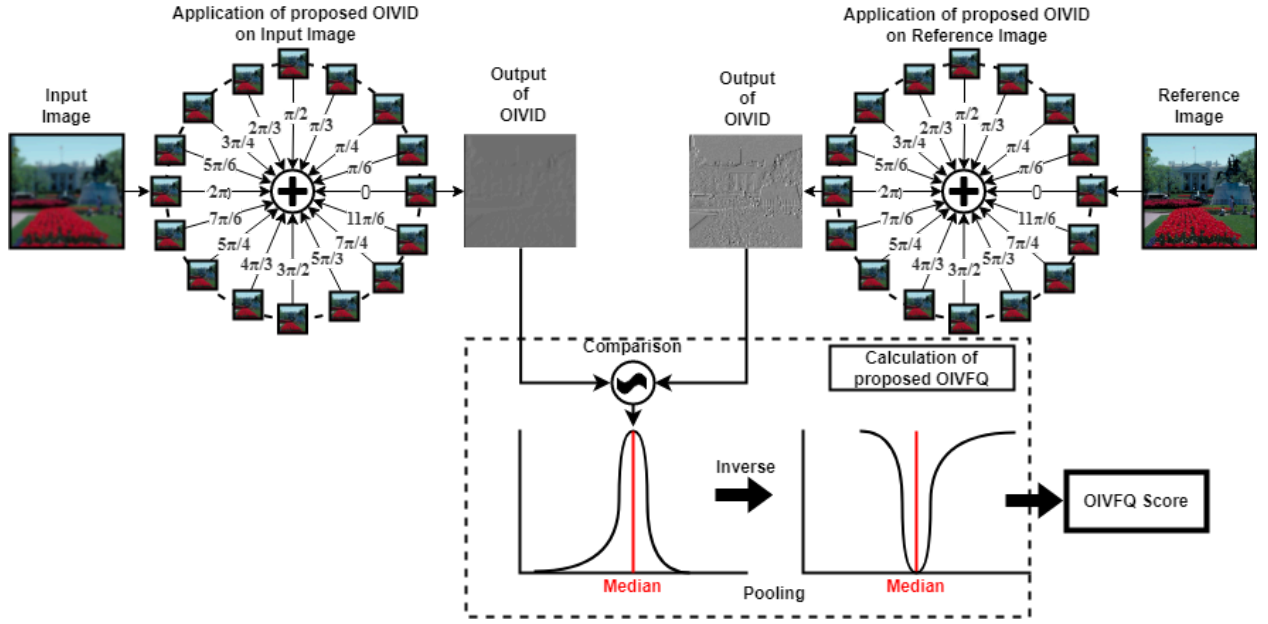 Application of proposed OIVID
on Input Image
Input
Image
π/2
2π/3
π/3
3π/4
π/4
5π/6
π/6
2π
0
7π/6
11π/6
5π/4
7π/4
4π/3
3π/2
5π/3
Output
of
OIVID
Output
of
OIVID
Application of proposed OIVID
on Reference Image
Reference
Image
π/2
2π/3
π/3
3π/4
π/4
5π/6
π/6
2π
0
7π/6
11π/6
5π/4
7π/4
4π/3
3π/2
5π/3
Comparison
Calculation of
proposed OIVFQ
Inverse
OIVFQ Score
Median
Median
Pooling